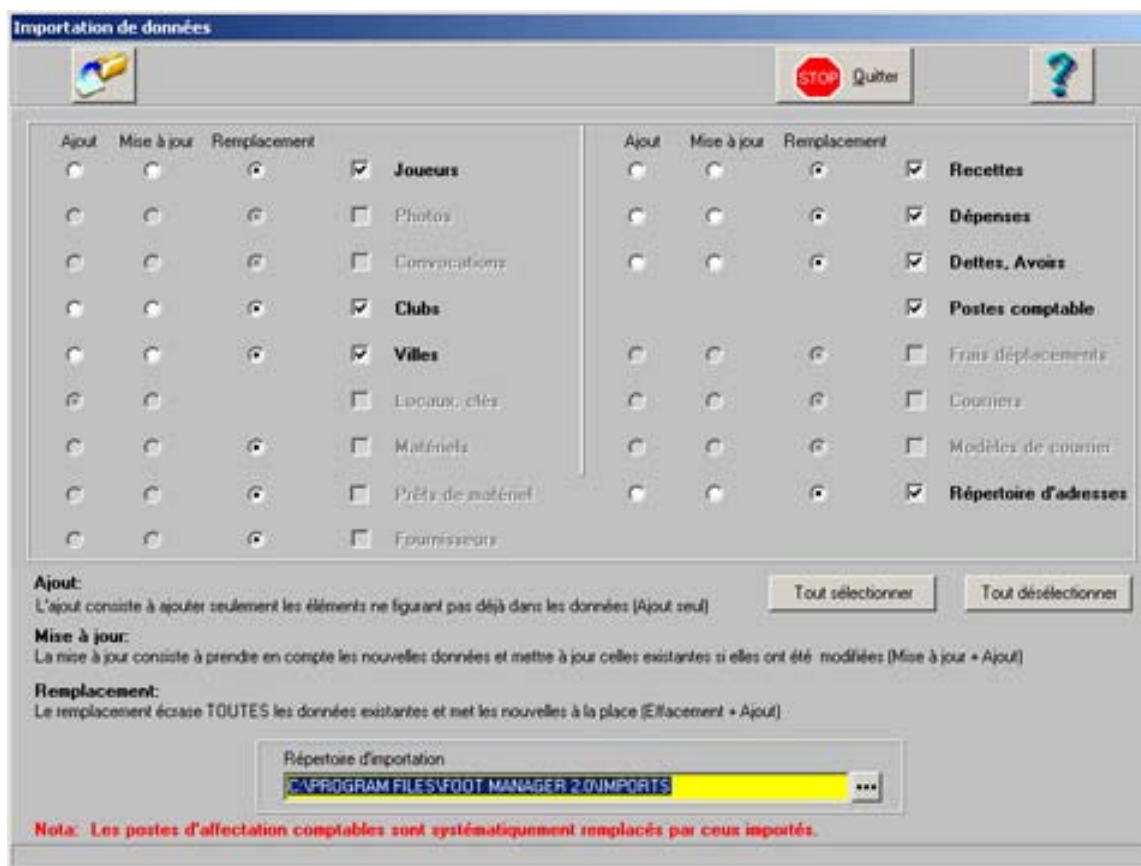 Importation de données
STOP Quitter ?
Ajout Mise à jour Remplacement
Joueurs
Photos
Convocations
Clubs
Villes
Locaux, clés
Matériels
Prêts de matériel
Fournisseurs
Ajout Mise à jour Remplacement
Recettes
Dépenses
Dettes, Avoirs
Postes comptable
Frais déplacements
Courriers
Modèles de courrier
Répertoire d'adresses
Ajout:
L'ajout consiste à ajouter seulement les éléments ne figurant pas déjà dans les données (Ajout seul)
Tout sélectionner Tout désélectionner
Mise à jour:
La mise à jour consiste à prendre en compte les nouvelles données et mettre à jour celles existantes si elles ont été modifiées (Mise à jour + Ajout)
Remplacement:
Le remplacement écrase TOUTES les données existantes et met les nouvelles à la place (Effacement + Ajout)
Répertoire d'importation
C:\PROGRAM FILES\FOOT MANAGER 2.0\IMPORTS ...
Nota: Les postes d'affectation comptables sont systématiquement remplacés par ceux importés.